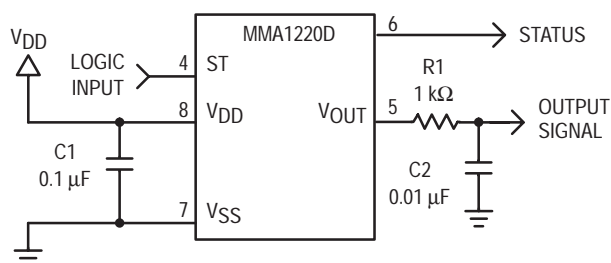 VDD
LOGIC
INPUT
4
ST
MMA1220D
6
STATUS
8
VDD
VOUT
5
R1
1 kΩ
OUTPUT
SIGNAL
C1
0.1 μF
C2
0.01 μF
7
VSS